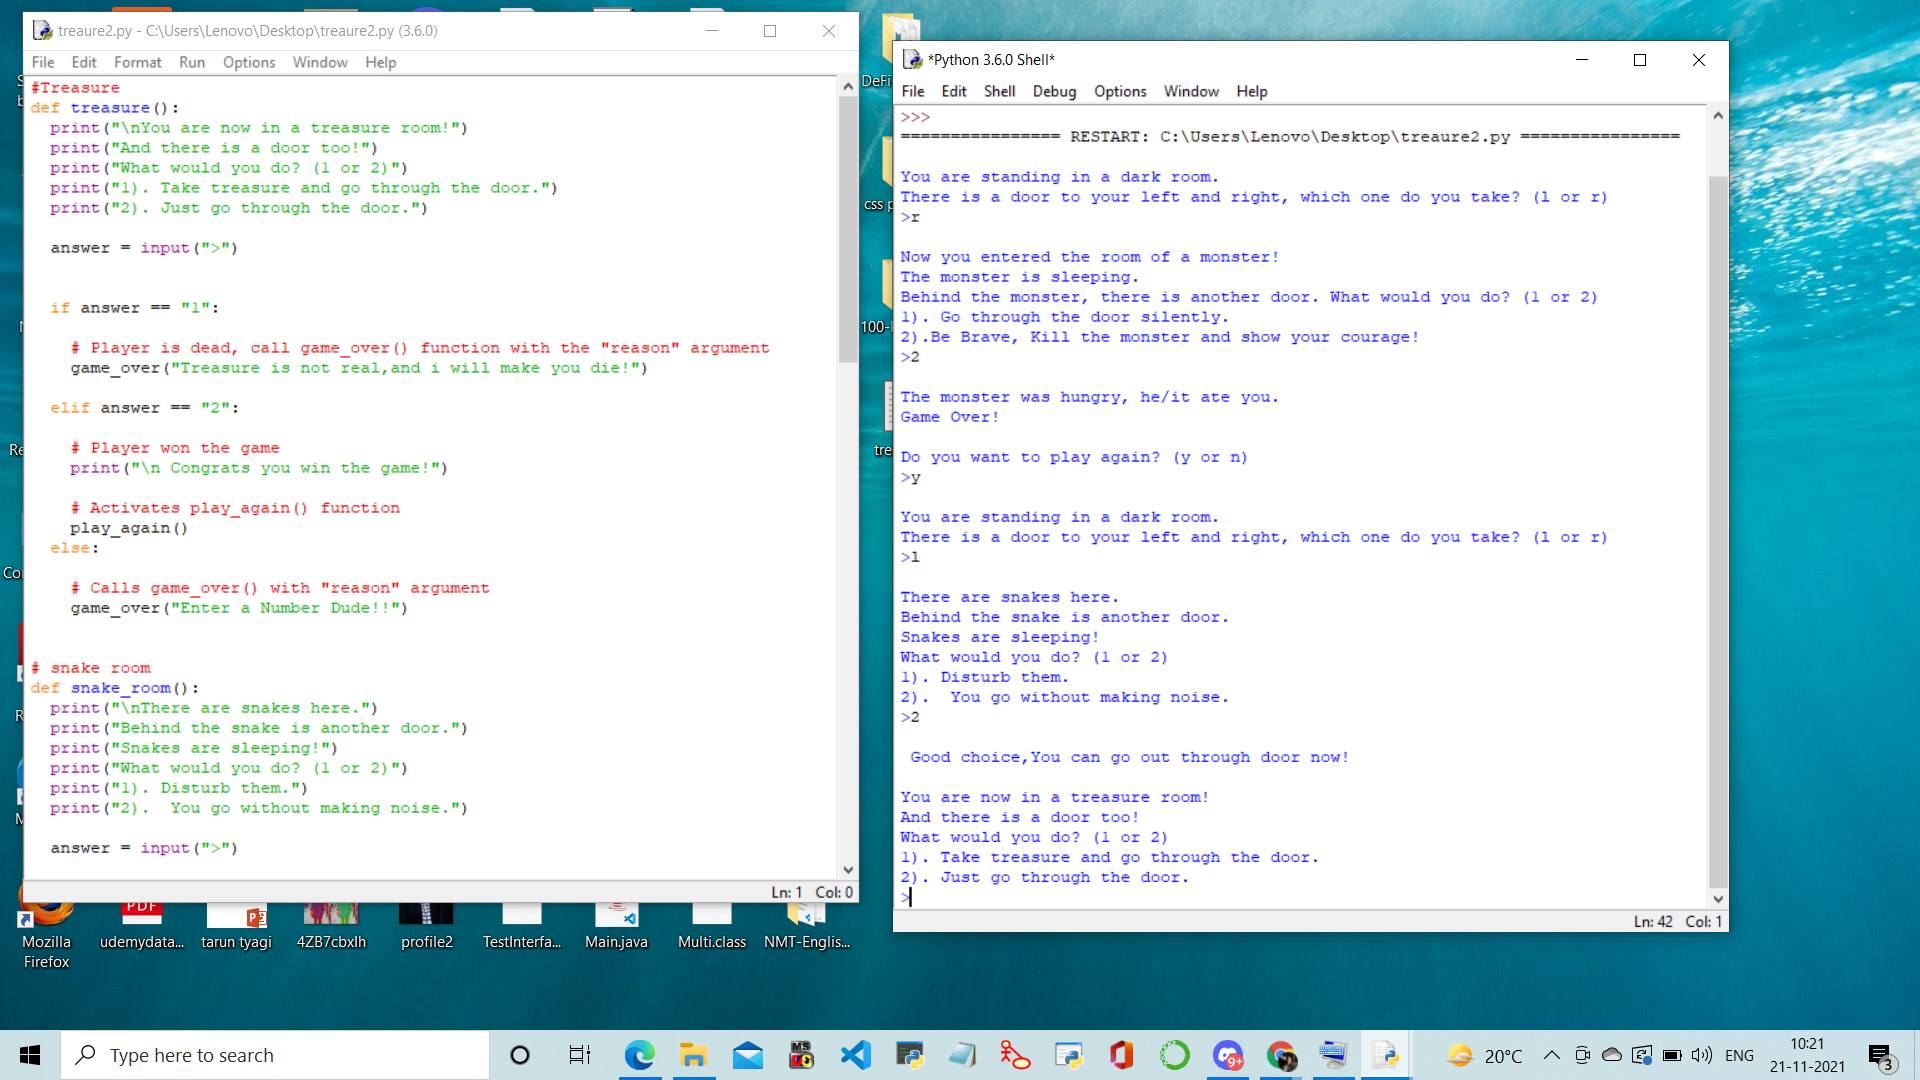 treaure2.py - C:\Users\Lenovo\Desktop\treaure2.py (3.6.0)
File Edit Format Run Options Window Help
#Treasure
def treasure():
  print("\nYou are now in a treasure room!")
  print("And there is a door too!")
  print("What would you do? (1 or 2)")
  print("1). Take treasure and go through the door.")
  print("2). Just go through the door.")
  answer = input(">")
  if answer == "1":
    # Player is dead, call game_over() function with the "reason" argument
    game_over("Treasure is not real,and i will make you die!")
  elif answer == "2":
    # Player won the game
    print("\n Congrats you win the game!")
    # Activates play_again() function
    play_again()
  else:
    # Calls game_over() with "reason" argument
    game_over("Enter a Number Dude!!")
# snake room
def snake_room():
  print("\nThere are snakes here.")
  print("Behind the snake is another door.")
  print("Snakes are sleeping!")
  print("What would you do? (1 or 2)")
  print("1). Disturb them.")
  print("2).  You go without making noise.")
  answer = input(">")
Ln: 1 Col: 0
*Python 3.6.0 Shell*
File Edit Shell Debug Options Window Help
>>>
================ RESTART: C:\Users\Lenovo\Desktop\treaure2.py ================
You are standing in a dark room.
There is a door to your left and right, which one do you take? (l or r)
>r
Now you entered the room of a monster!
The monster is sleeping.
Behind the monster, there is another door. What would you do? (1 or 2)
1). Go through the door silently.
2).Be Brave, Kill the monster and show your courage!
>2
The monster was hungry, he/it ate you.
Game Over!
Do you want to play again? (y or n)
>y
You are standing in a dark room.
There is a door to your left and right, which one do you take? (l or r)
>l
There are snakes here.
Behind the snake is another door.
Snakes are sleeping!
What would you do? (1 or 2)
1). Disturb them.
2).  You go without making noise.
>2
 Good choice,You can go out through door now!
You are now in a treasure room!
And there is a door too!
What would you do? (1 or 2)
1). Take treasure and go through the door.
2). Just go through the door.
>
Ln: 42 Col: 1
DeFi
css p
100-
tre
PDF
Mozilla Firefox
udemydata...
tarun tyagi
4ZB7cbxlh
profile2
TestInterfa...
Main.java
Multi.class
NMT-Englis...
Type here to search
9+
20°C
ENG
10:21
21-11-2021
3